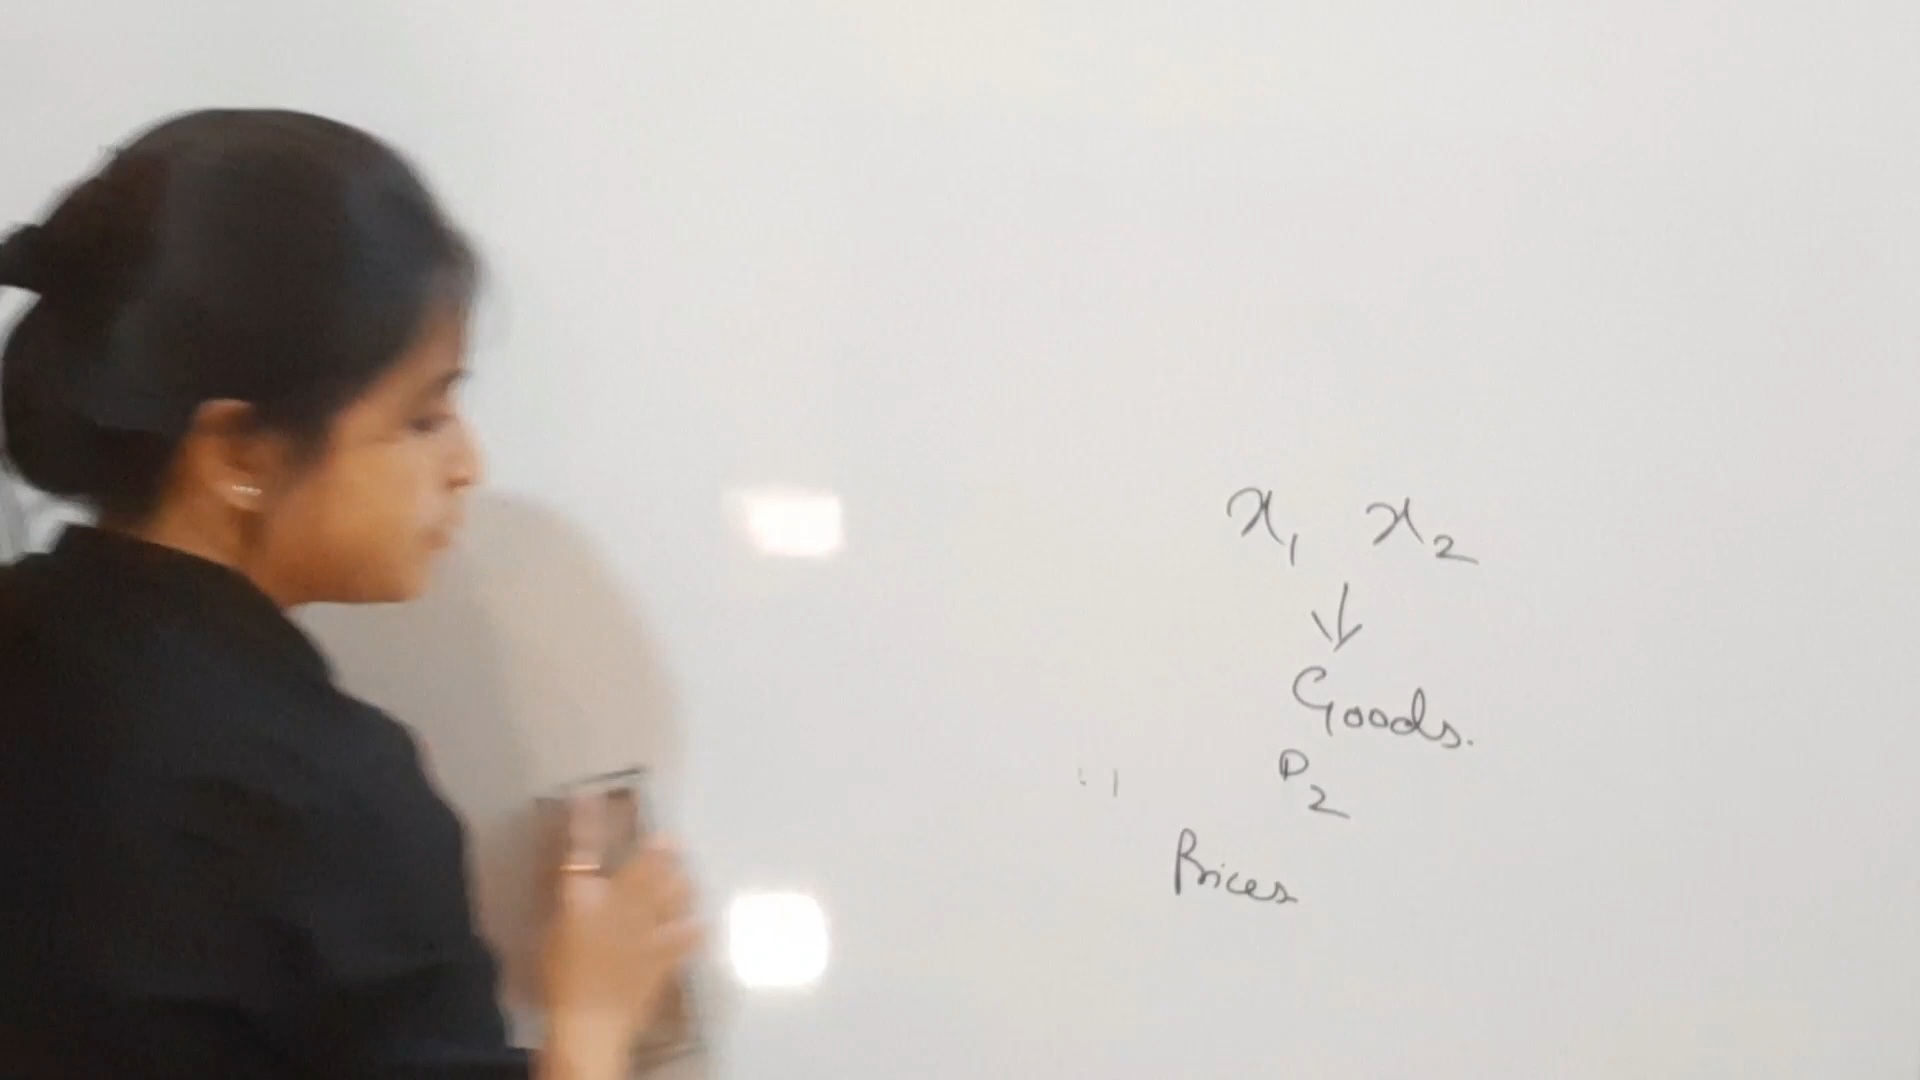 x₁ x₂
↓
Goods.
P₂
Prices